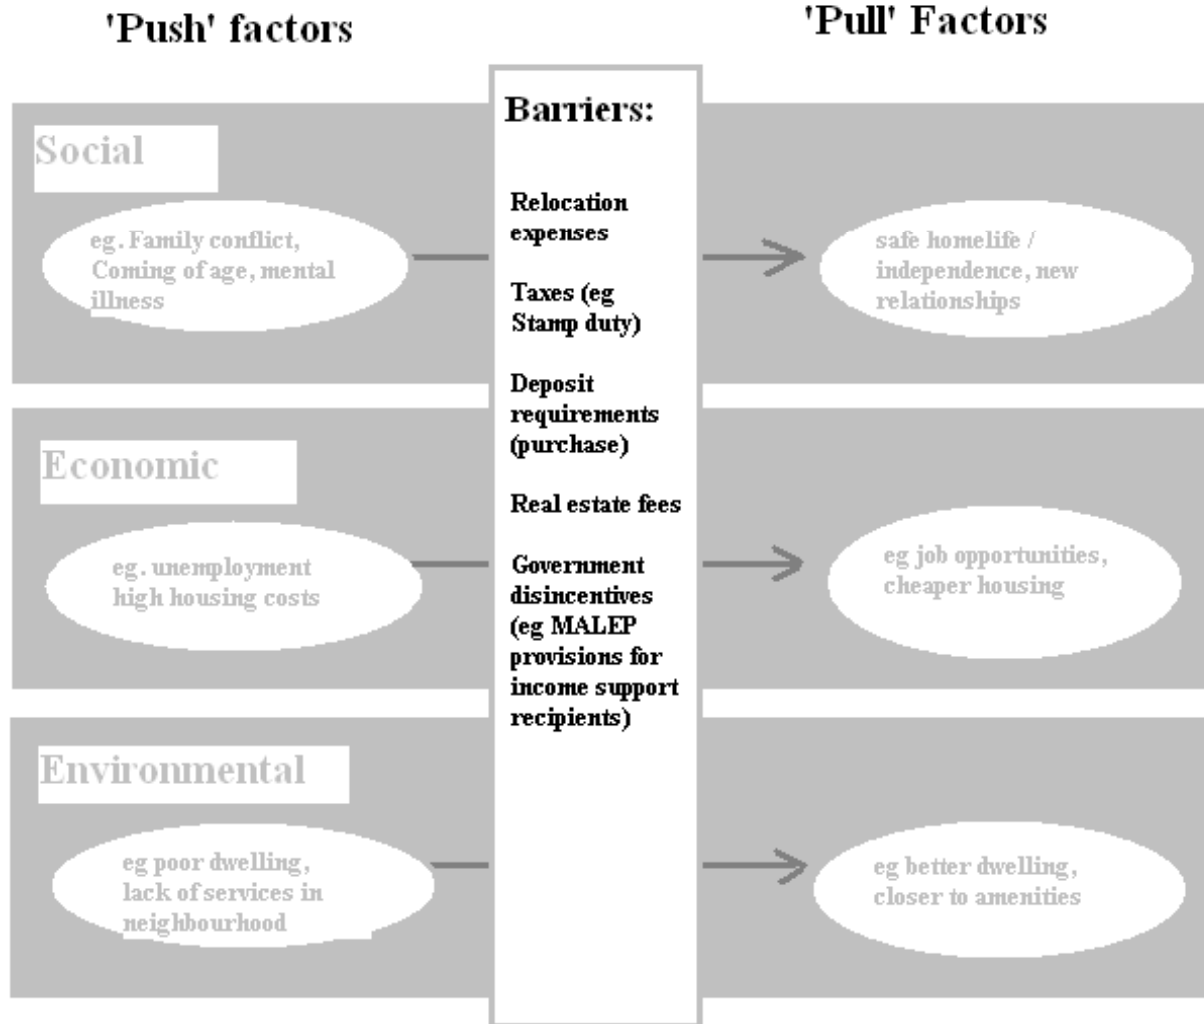 'Push' factors
'Pull' Factors
Barriers:
Relocation
expenses
Taxes (eg
Stamp duty)
Deposit
requirements
(purchase)
Real estate fees
Government
disincentives
(eg MALEP
provisions for
income support
recipients)
Social
eg. Family conflict,
Coming of age, mental
illness
safe homelife /
independence, new
relationships
Economic
eg. unemployment
high housing costs
eg job opportunities,
cheaper housing
Environmental
eg poor dwelling,
lack of services in
neighbourhood
eg better dwelling,
closer to amenities